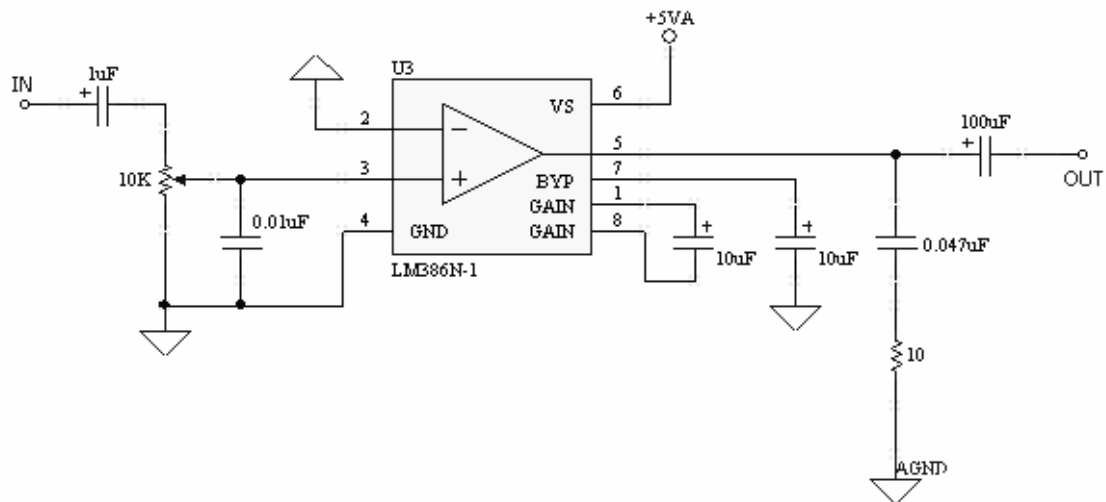 +5VA
U3
IN
1uF
+
2
VS
6
−
100uF
+
5
10K
3
+
BYP
7
OUT
GAIN
1
0.01uF
4
GND
GAIN
8
+
10uF
+
10uF
0.047uF
LM386N-1
10
AGND